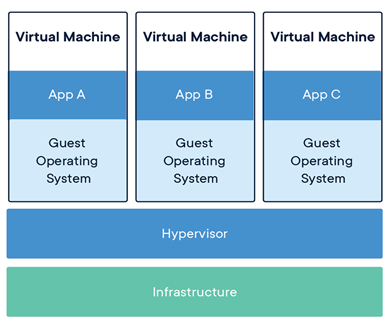 Virtual Machine
App A
Guest
Operating
System
Virtual Machine
App B
Guest
Operating
System
Virtual Machine
App C
Guest
Operating
System
Hypervisor
Infrastructure